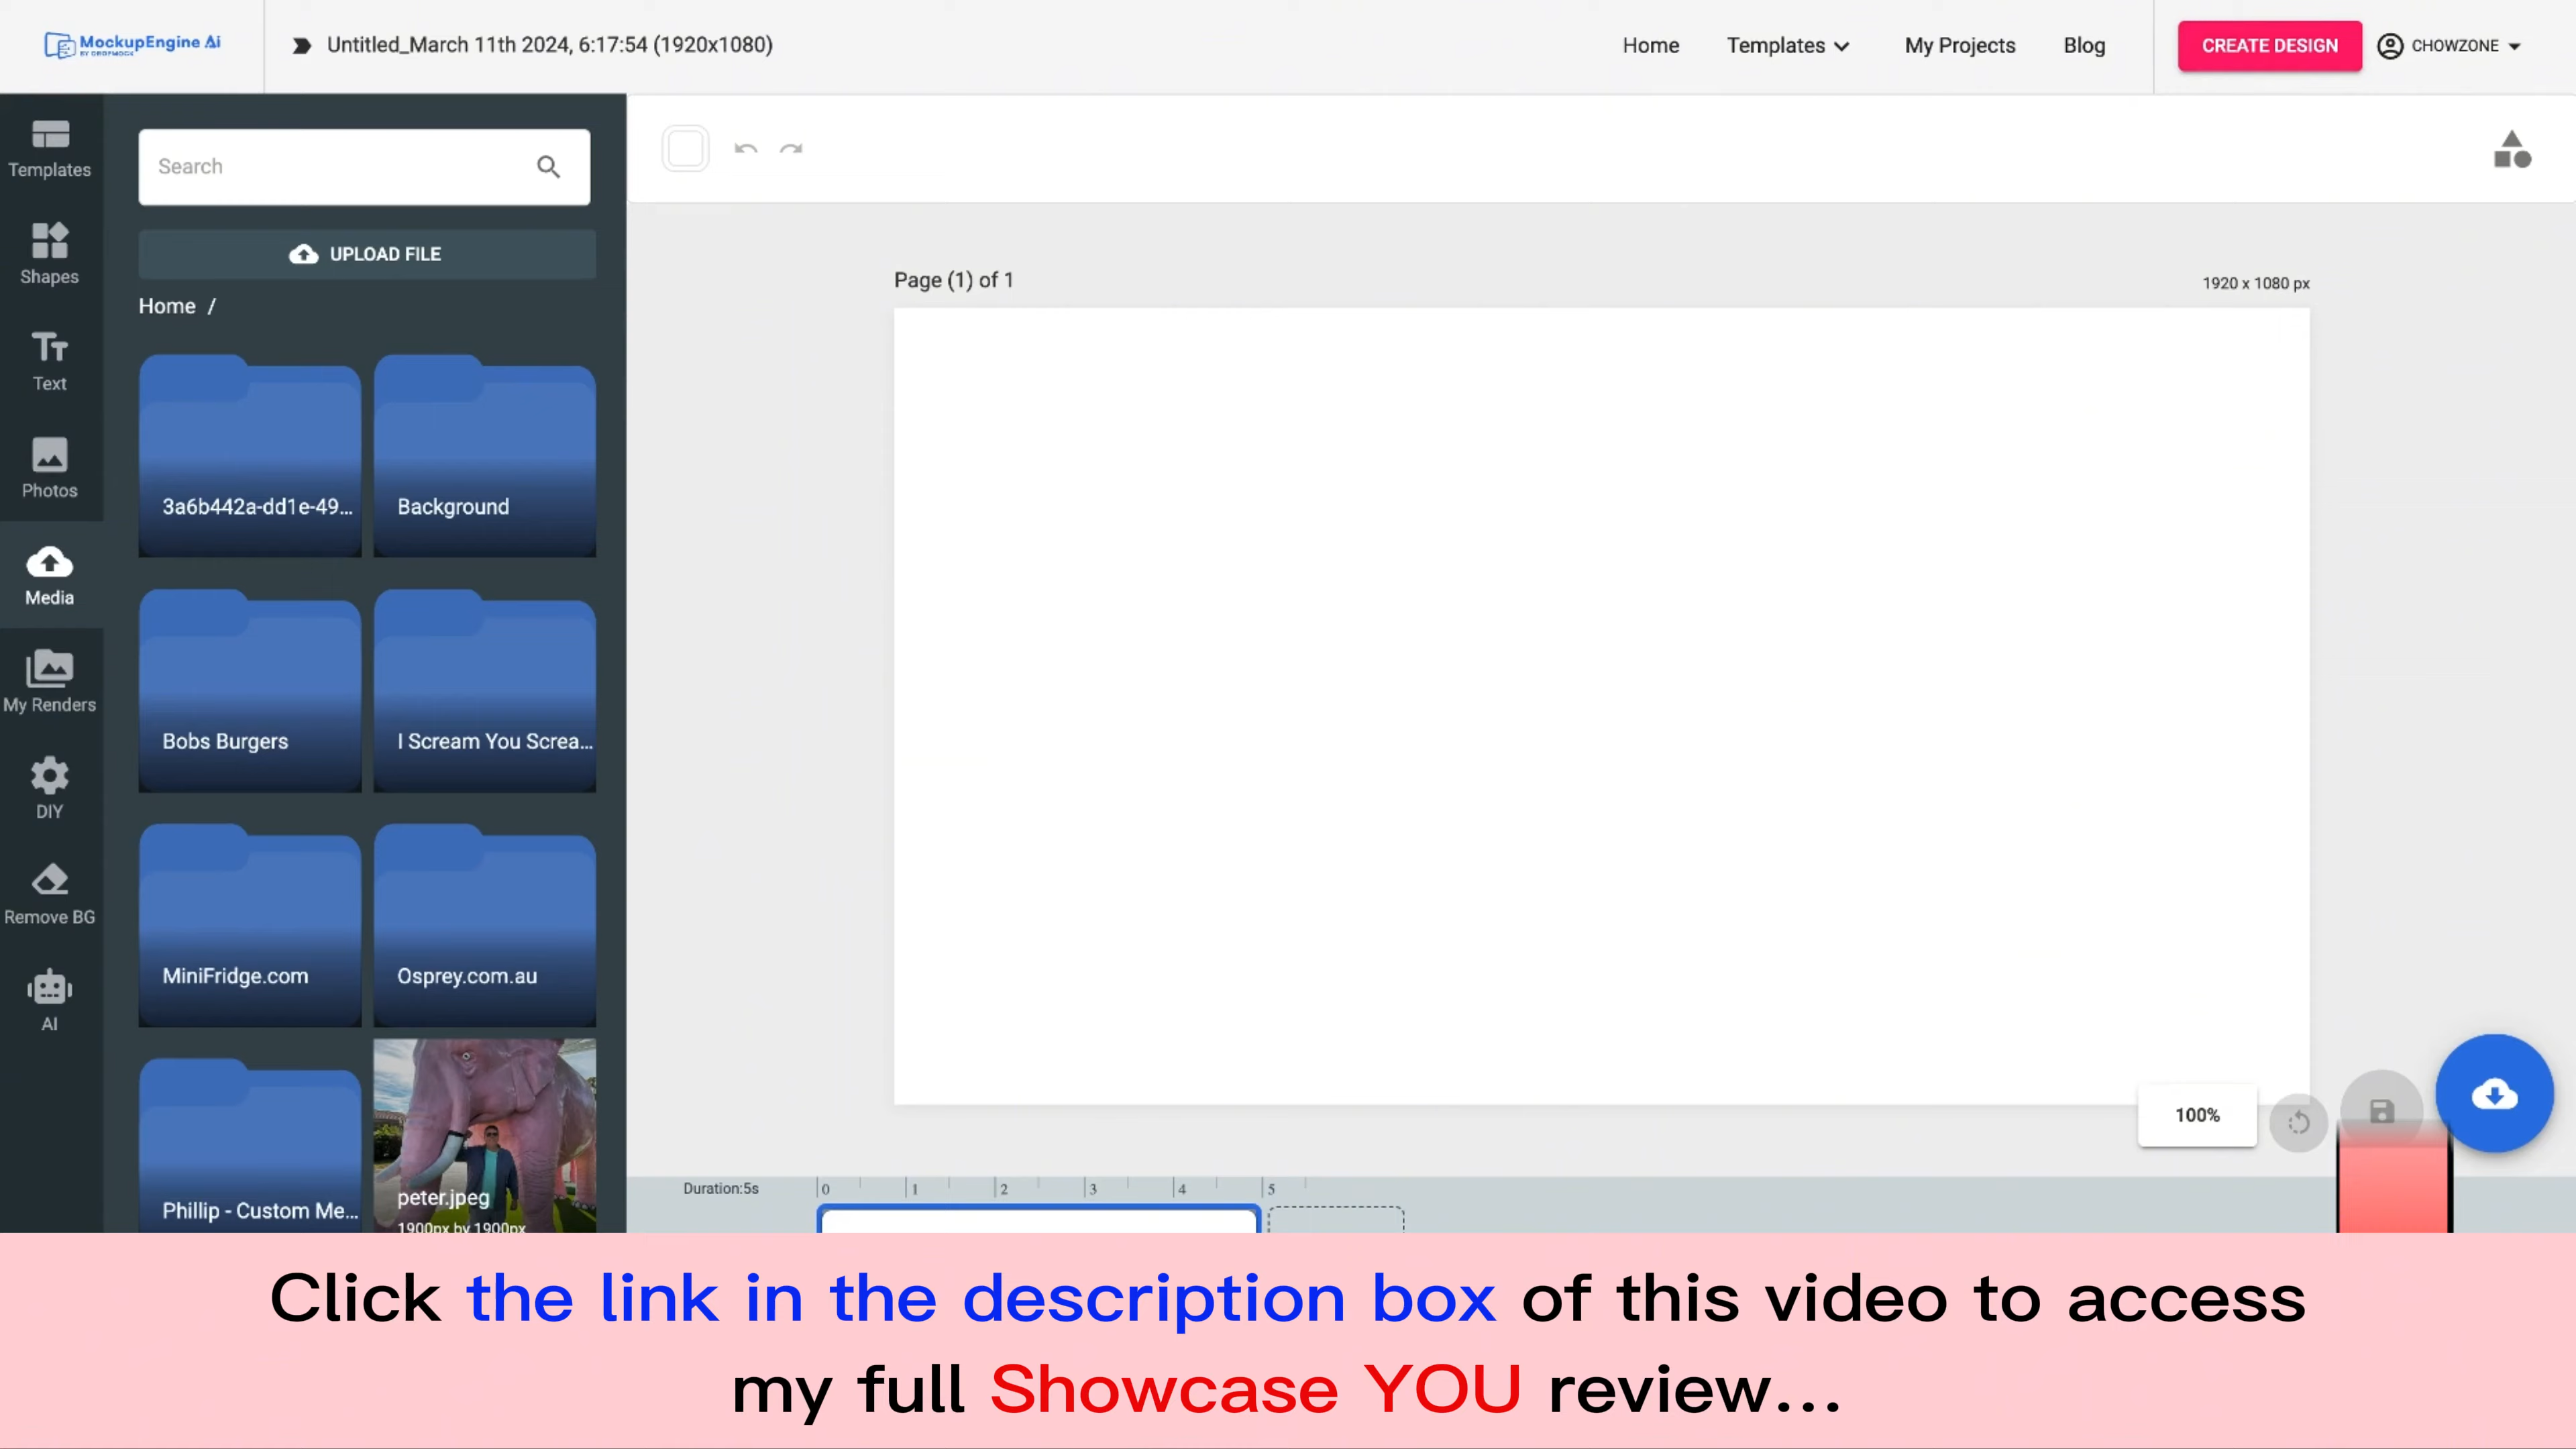 MockupEngine Ai
BY DROPMOCK
Untitled_March 11th 2024, 6:17:54 (1920x1080)
Home
Templates
My Projects
Blog
CREATE DESIGN
CHOWZONE
Templates
Shapes
Text
Photos
Media
My Renders
DIY
Remove BG
AI
Search
UPLOAD FILE
Home /
3a6b442a-dd1e-49...
Background
Bobs Burgers
I Scream You Screa...
MiniFridge.com
Osprey.com.au
Phillip - Custom Me...
peter.jpeg
1900px by 1900px
Page (1) of 1
1920 x 1080 px
100%
Duration:5s
0 1 2 3 4 5
Click the link in the description box of this video to access
my full Showcase YOU review...